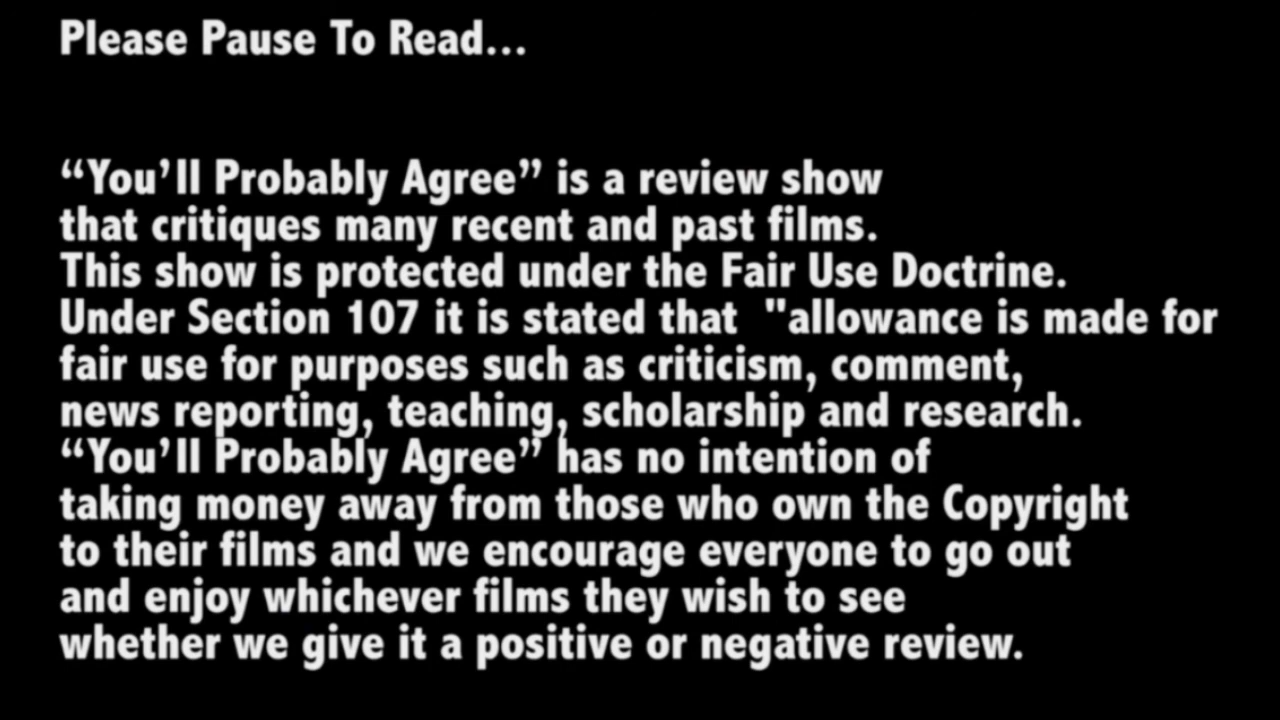 Please Pause To Read...
“You’ll Probably Agree” is a review show
that critiques many recent and past films.
This show is protected under the Fair Use Doctrine.
Under Section 107 it is stated that  "allowance is made for
fair use for purposes such as criticism, comment,
news reporting, teaching, scholarship and research.
“You’ll Probably Agree” has no intention of
taking money away from those who own the Copyright
to their films and we encourage everyone to go out
and enjoy whichever films they wish to see
whether we give it a positive or negative review.